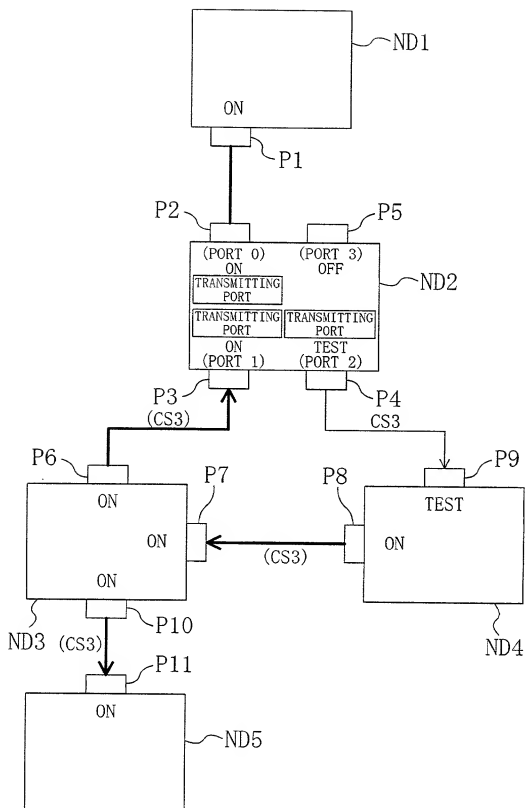 ND1
ON
P1
P2
P5
(PORT 0)
(PORT 3)
ON
OFF
ND2
TRANSMITTING
PORT
TRANSMITTING
PORT
TRANSMITTING
PORT
ON
TEST
(PORT 1)
(PORT 2)
P3
P4
(CS3)
CS3
P6
P7
P8
P9
ON
TEST
ON
(CS3)
ON
ON
ND3
P10
ND4
(CS3)
P11
ON
ND5